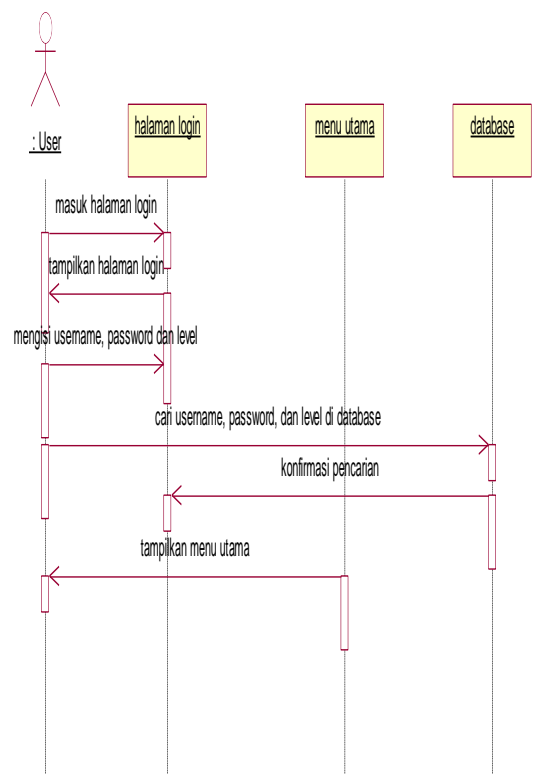 : User
halaman login
menu utama
database
masuk halaman login
tampilkan halaman login
mengisi username, password dan level
cari username, password, dan level di database
konfirmasi pencarian
tampilkan menu utama